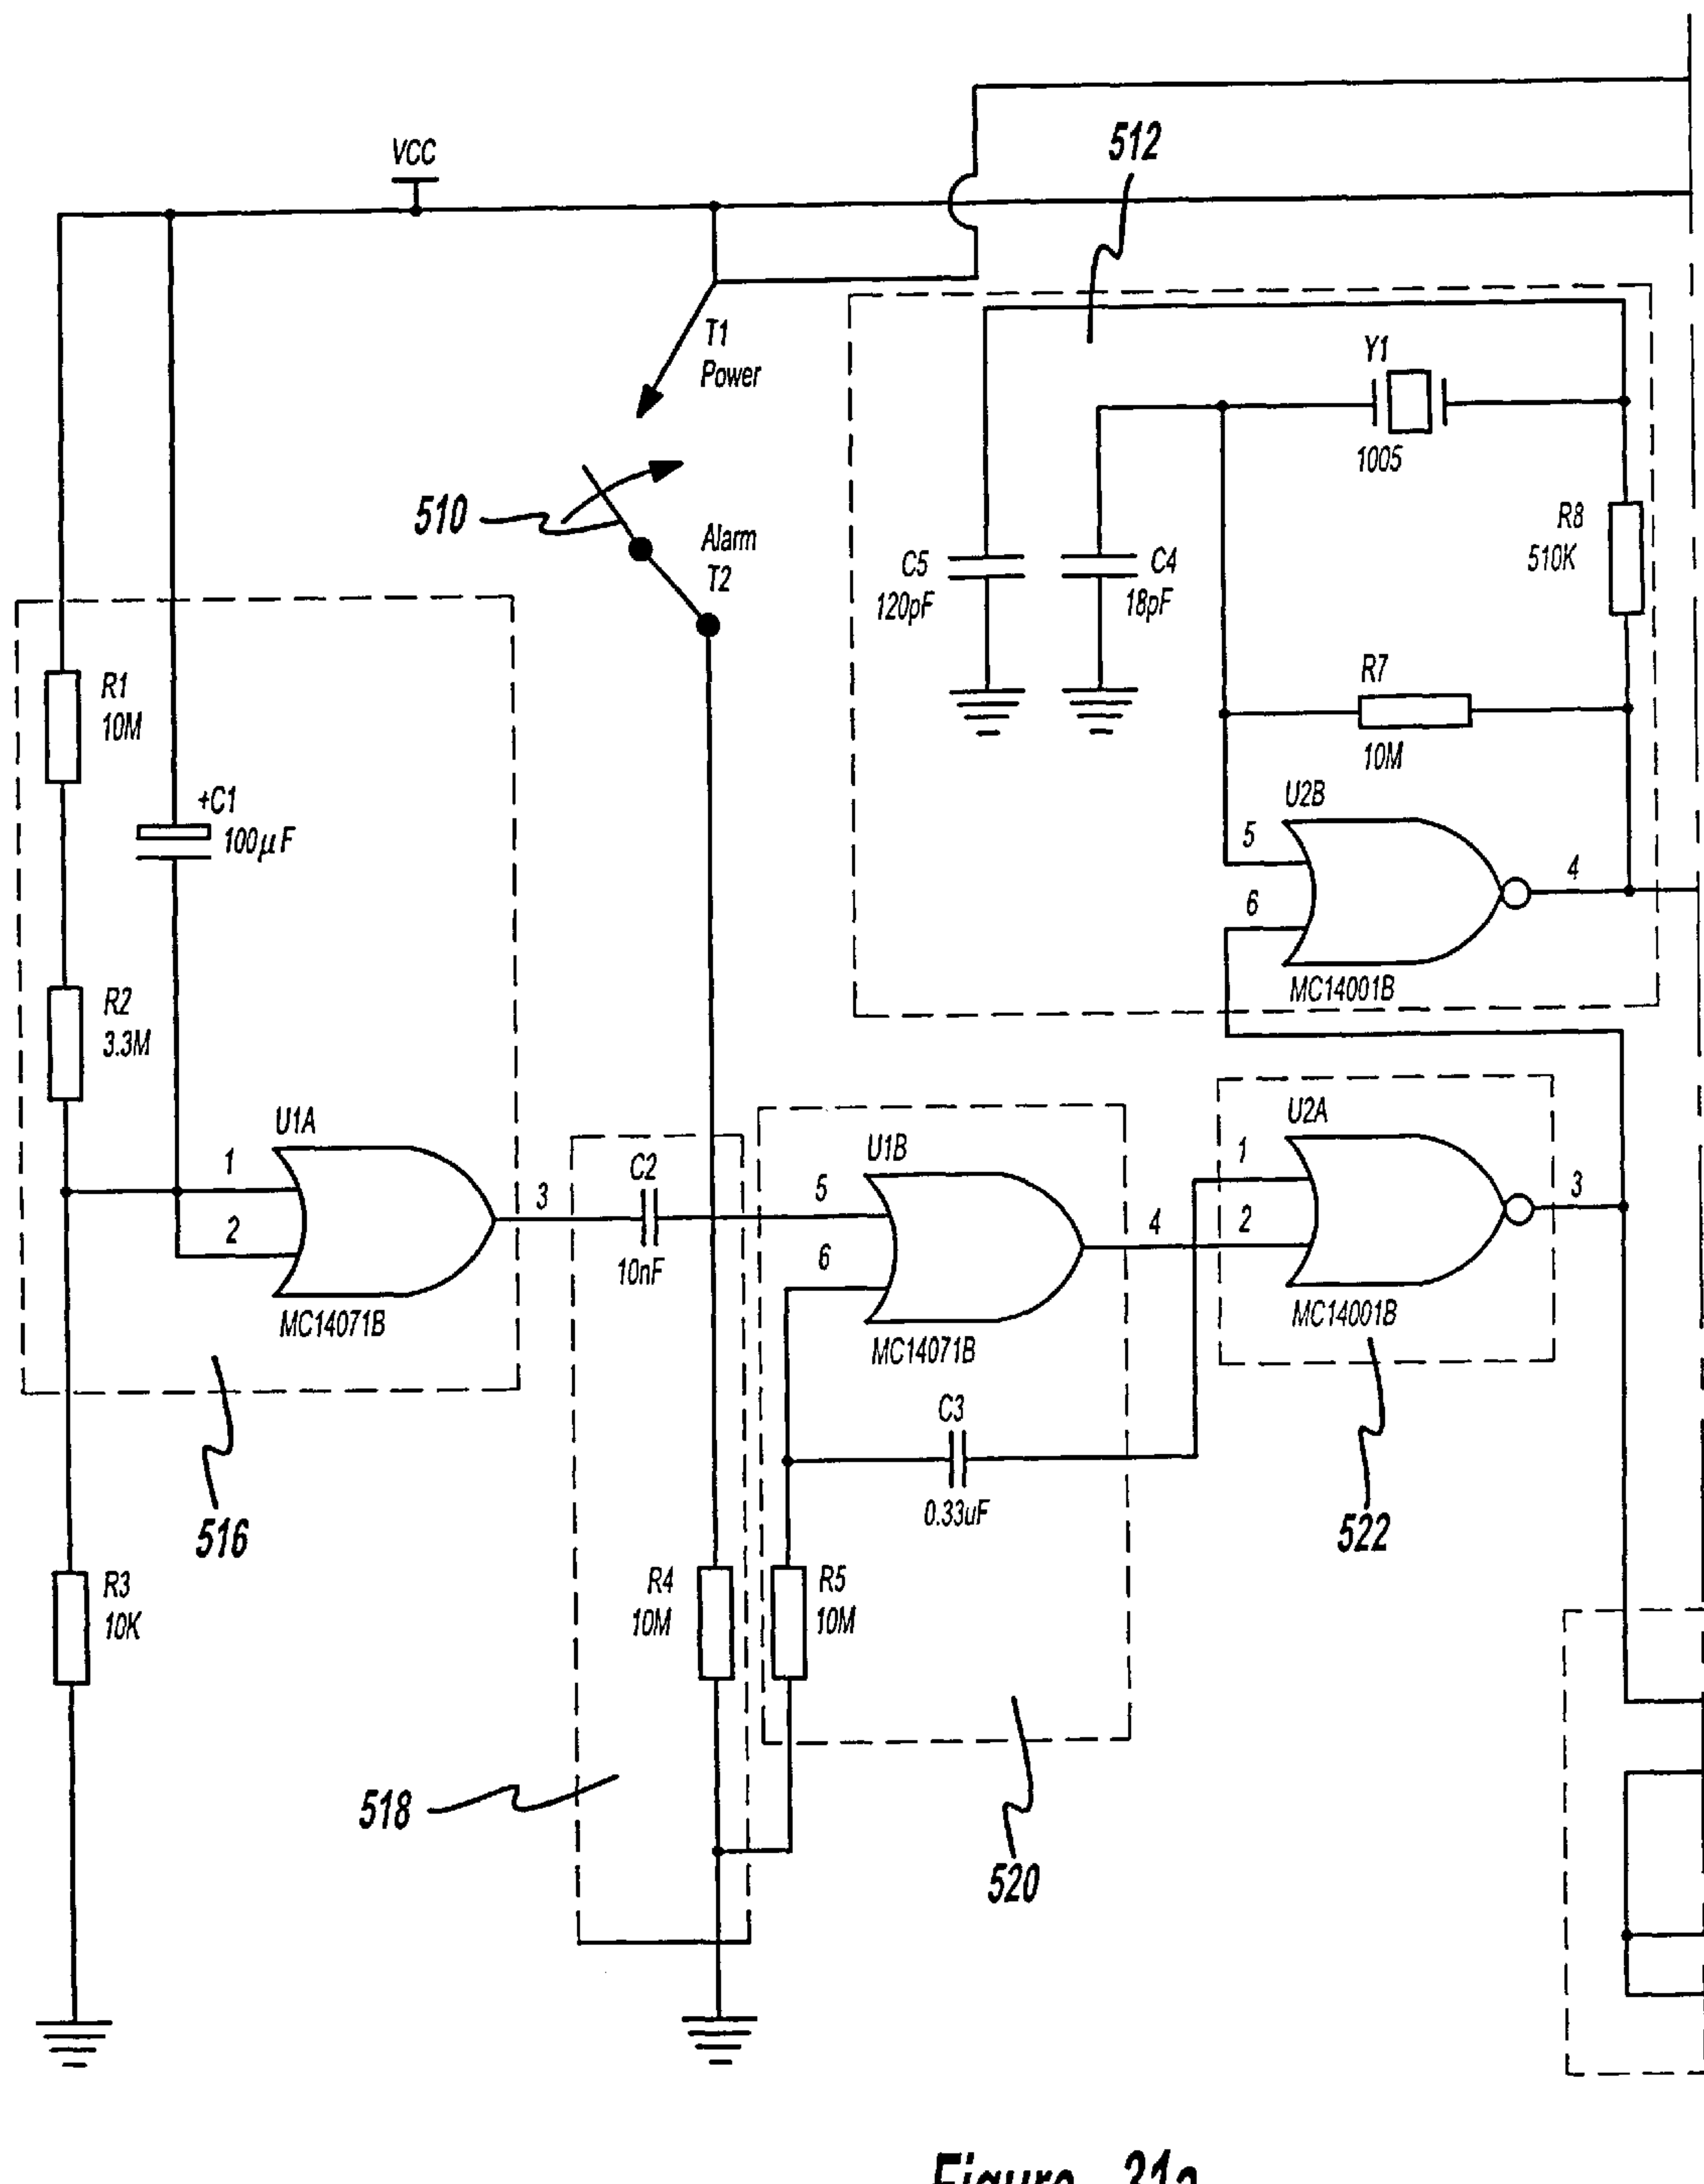 VCC
512
T1
Power
Y1
1005
510
Alarm
T2
C5
120pF
C4
18pF
R8
510K
R1
10M
R7
10M
+C1
100μF
U2B
5
6
4
MC14001B
R2
3.3M
U1A
1
2
3
MC14071B
C2
10nF
U1B
5
6
4
MC14071B
U2A
1
2
3
MC14001B
C3
0.33uF
516
522
R3
10K
R4
10M
R5
10M
518
520
Figure 31a